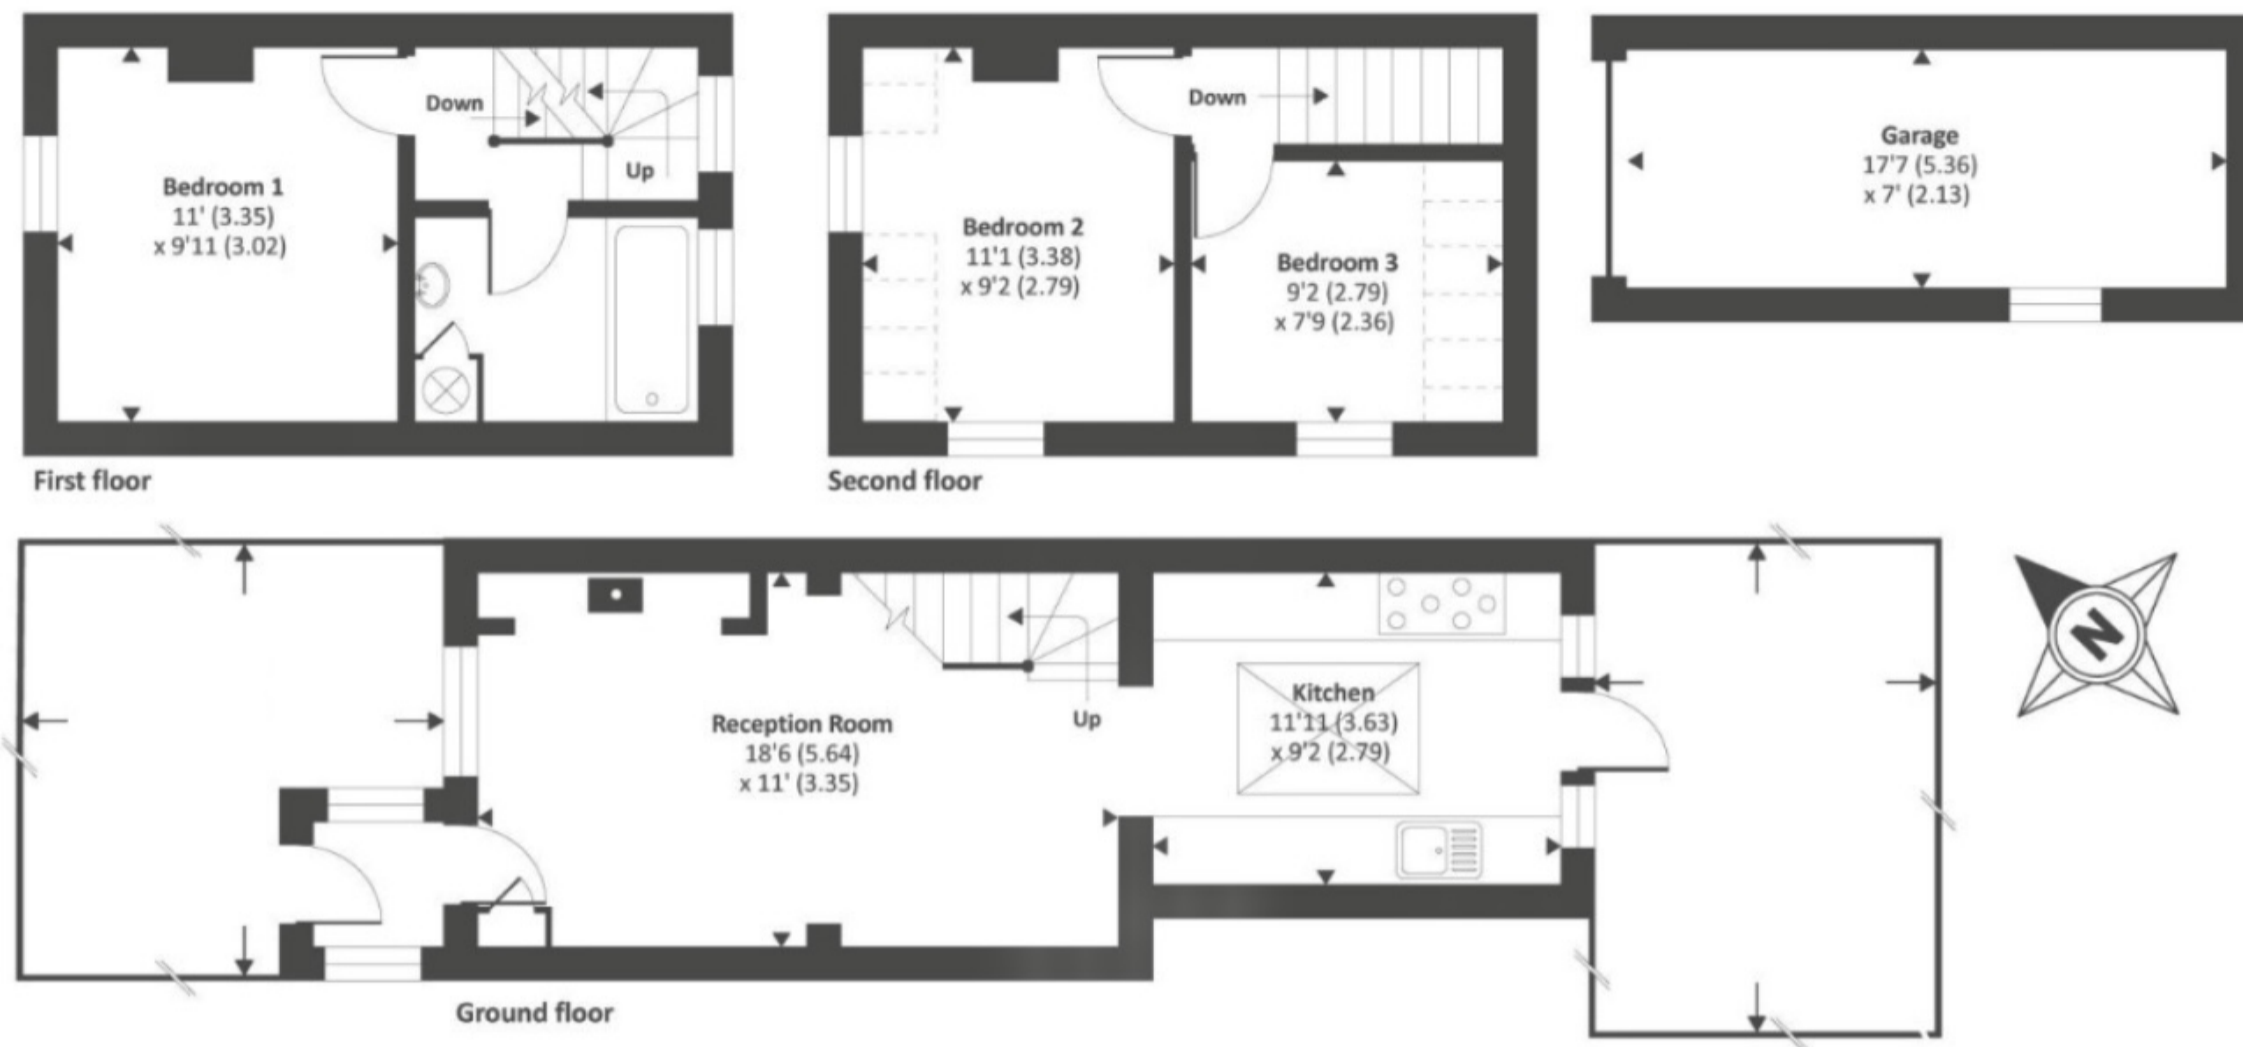 Bedroom 1
11' (3.35)
x 9'11 (3.02)
Down
Up
First floor
Bedroom 2
11'1 (3.38)
x 9'2 (2.79)
Down
Bedroom 3
9'2 (2.79)
x 7'9 (2.36)
Second floor
Garage
17'7 (5.36)
x 7' (2.13)
Reception Room
18'6 (5.64)
x 11' (3.35)
Up
Kitchen
11'11 (3.63)
x 9'2 (2.79)
N
Ground floor